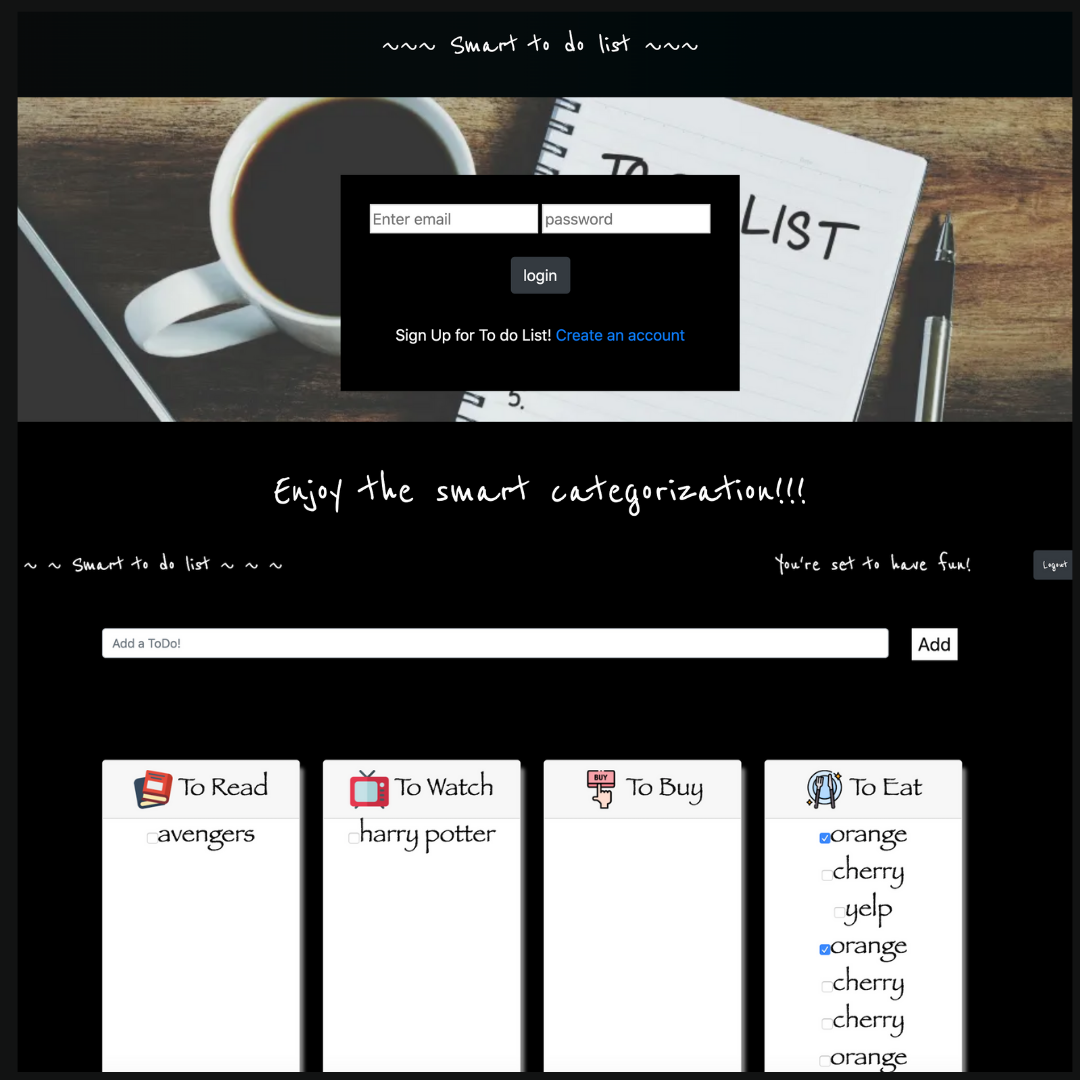 ~~~ Smart to do list ~~~
TO
LIST
Enter email password
login
Sign Up for To do List! Create an account
5.
Enjoy the smart categorization!!!
~ ~ Smart to do list ~ ~ ~ You're set to have fun! Logout
Add a ToDo! Add
To Read To Watch BUY To Buy To Eat
avengers harry potter orange
cherry
yelp
orange
cherry
cherry
orange